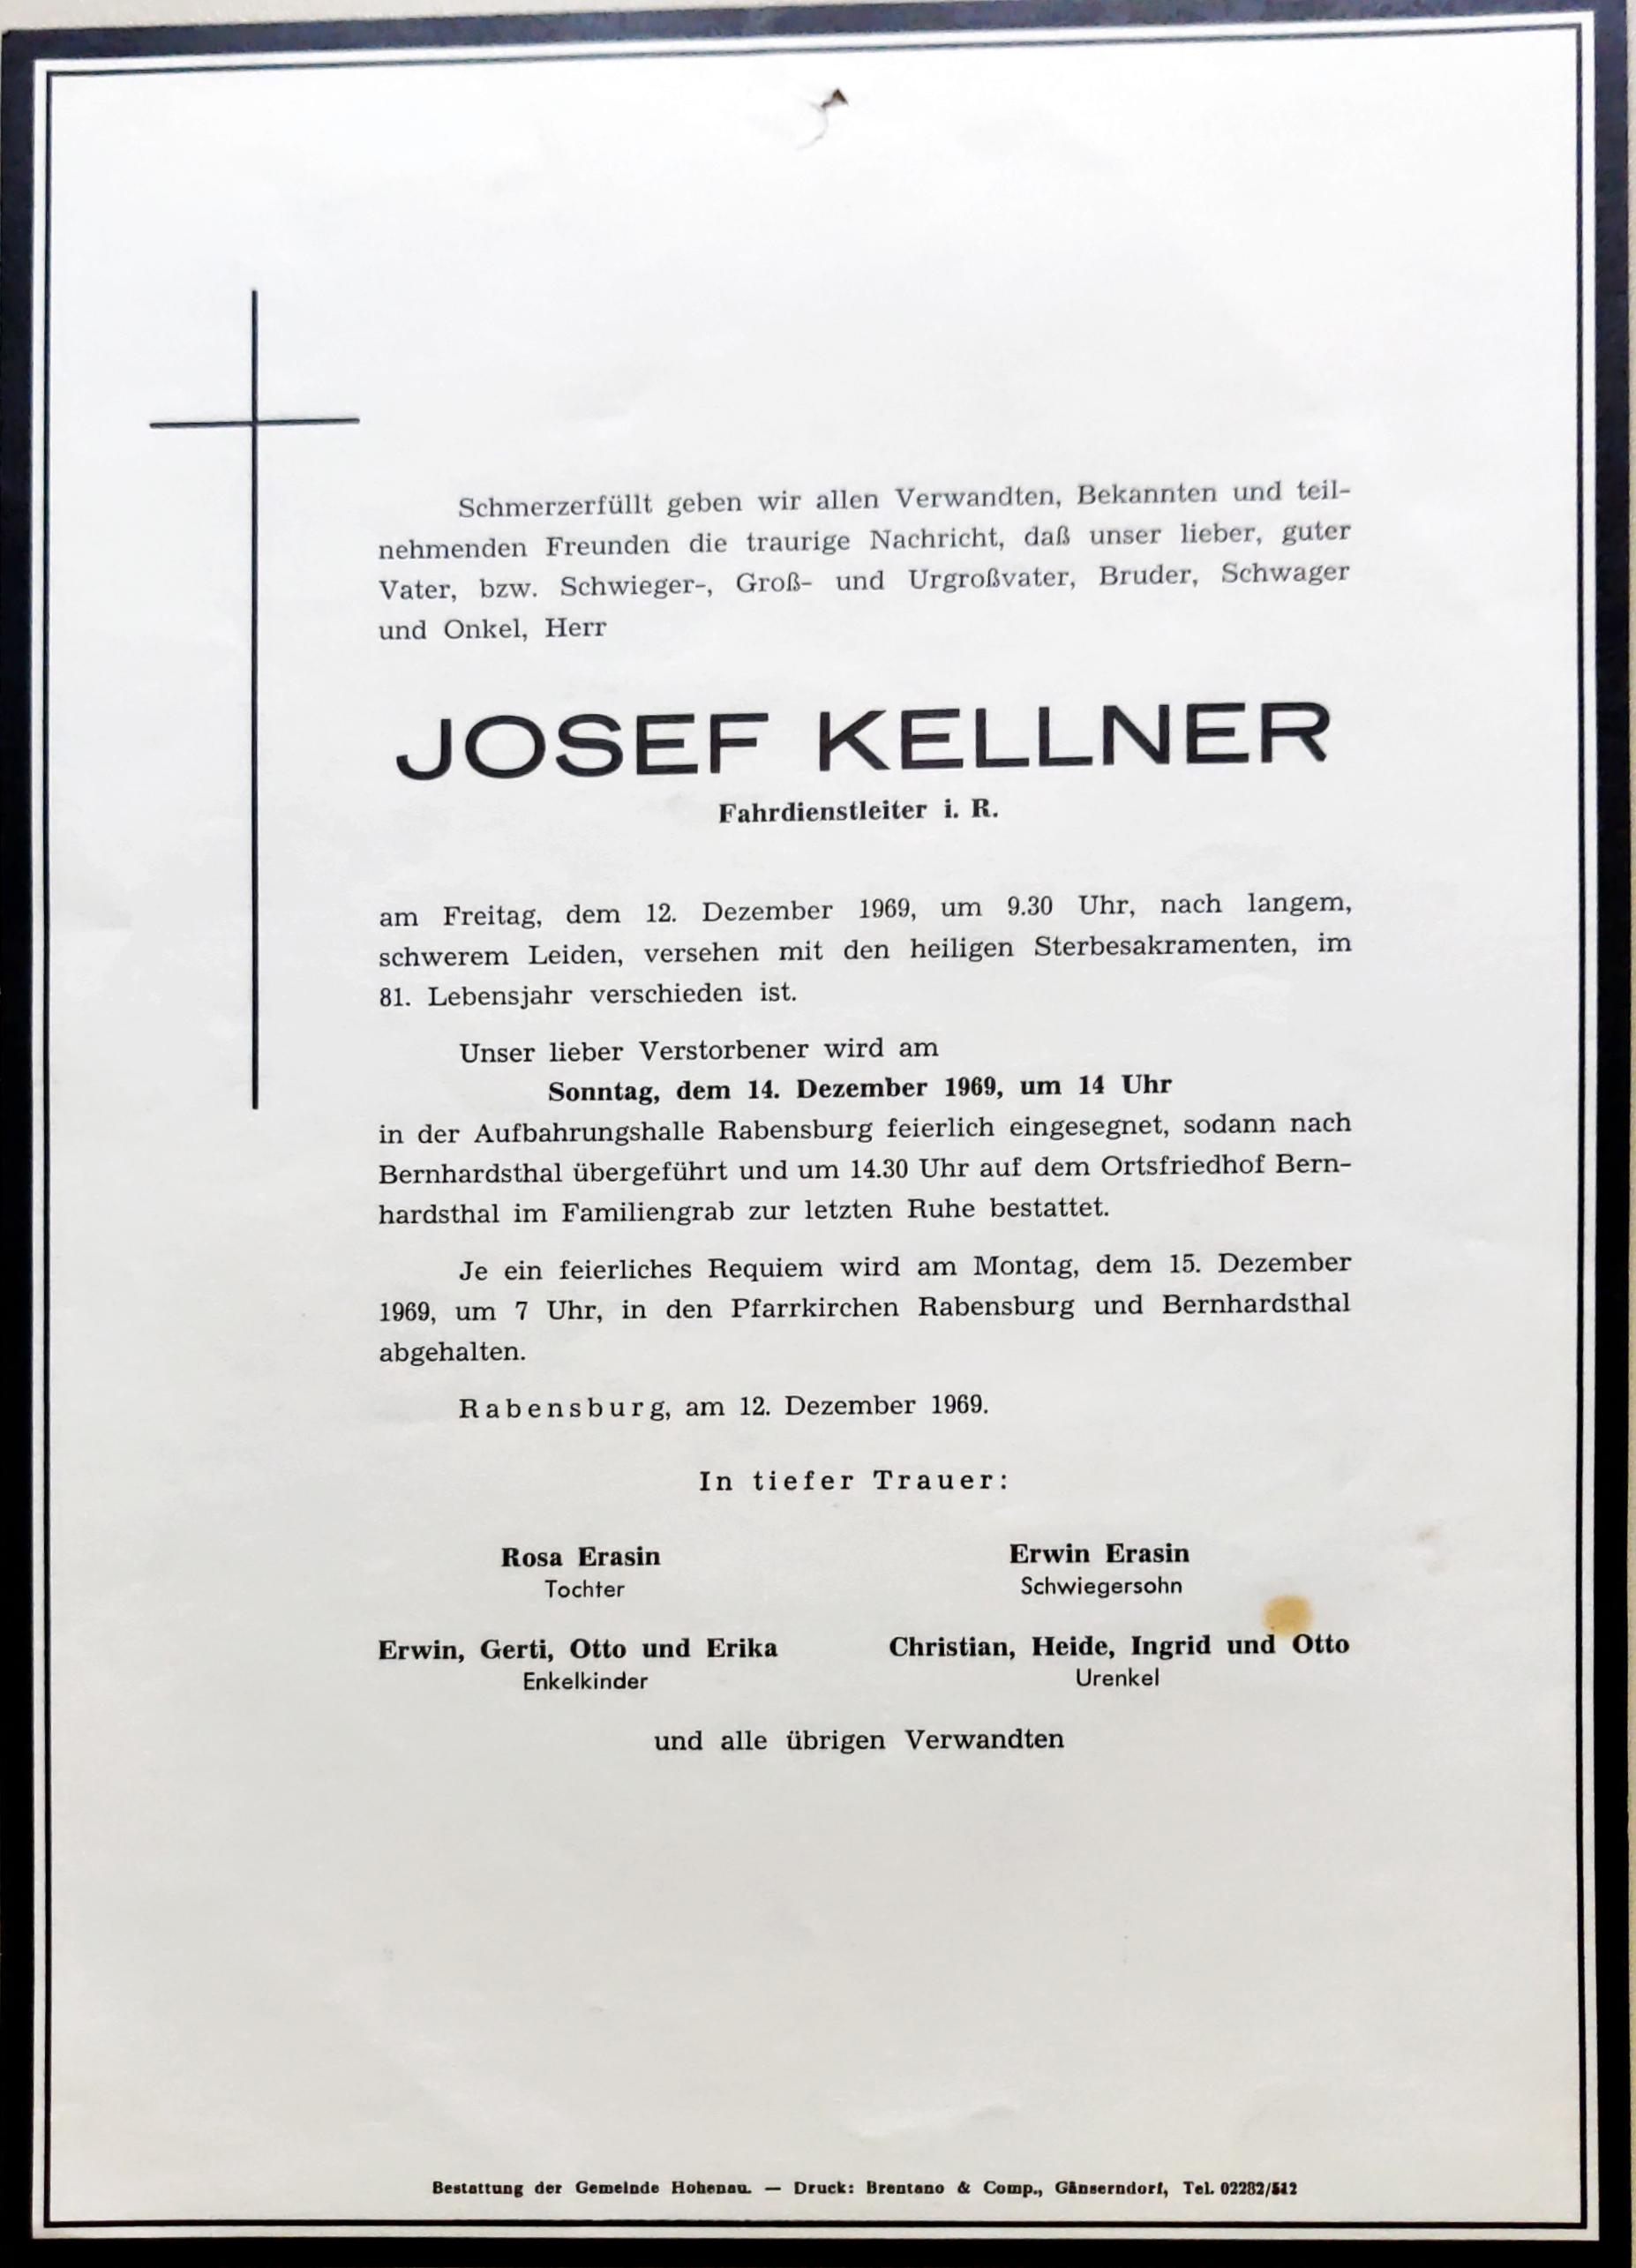 Schmerzerfüllt geben wir allen Verwandten, Bekannten und teil-
nehmenden Freunden die traurige Nachricht, daß unser lieber, guter
Vater, bzw. Schwieger-, Groß- und Urgroßvater, Bruder, Schwager
und Onkel, Herr
JOSEF KELLNER
Fahrdienstleiter i. R.
am Freitag, dem 12. Dezember 1969, um 9.30 Uhr, nach langem,
schwerem Leiden, versehen mit den heiligen Sterbesakramenten, im
81. Lebensjahr verschieden ist.
Unser lieber Verstorbener wird am
Sonntag, dem 14. Dezember 1969, um 14 Uhr
in der Aufbahrungshalle Rabensburg feierlich eingesegnet, sodann nach
Bernhardsthal übergeführt und um 14.30 Uhr auf dem Ortsfriedhof Bern-
hardsthal im Familiengrab zur letzten Ruhe bestattet.
Je ein feierliches Requiem wird am Montag, dem 15. Dezember
1969, um 7 Uhr, in den Pfarrkirchen Rabensburg und Bernhardsthal
abgehalten.
Rabensburg, am 12. Dezember 1969.
In tiefer Trauer:
Rosa Erasin
Tochter
Erwin Erasin
Schwiegersohn
Erwin, Gerti, Otto und Erika
Enkelkinder
Christian, Heide, Ingrid und Otto
Urenkel
und alle übrigen Verwandten
Bestattung der Gemeinde Hohenau. — Druck: Brentano & Comp., Gänserndorf, Tel. 02282/512